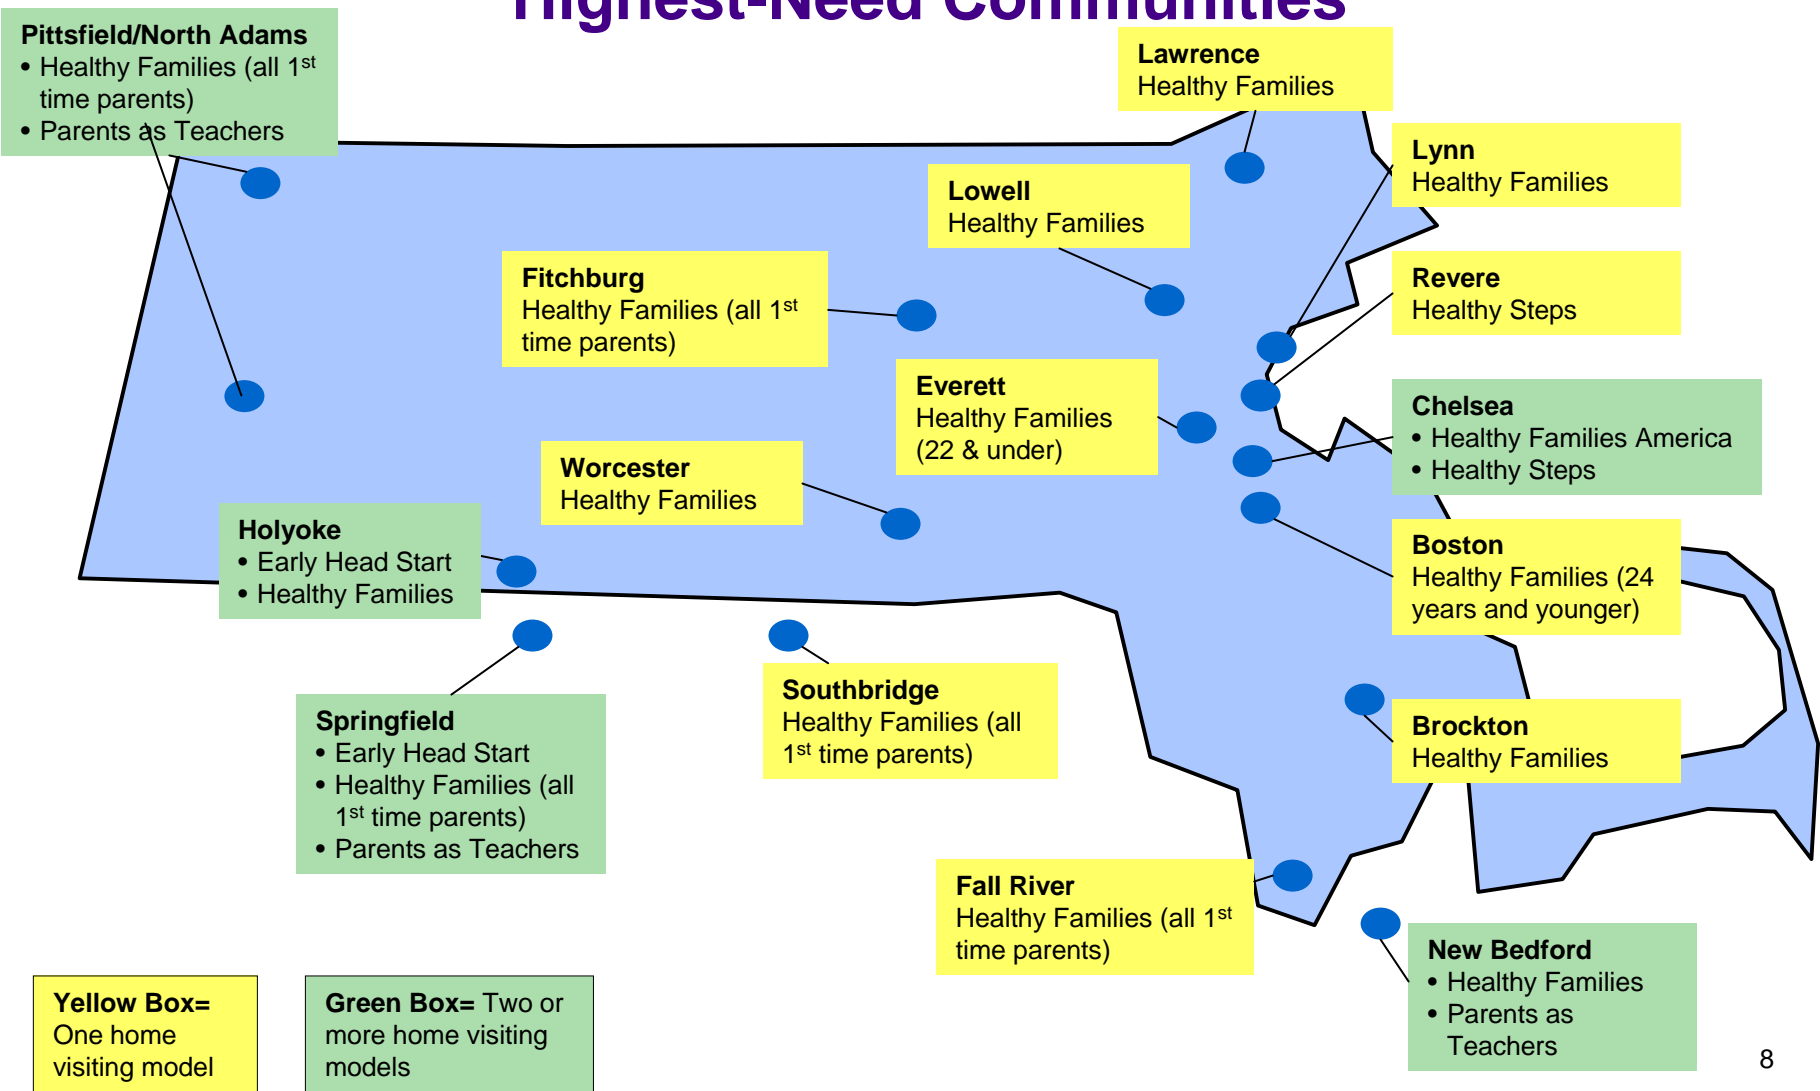 Highest-Need Communities
Pittsfield/North Adams
• Healthy Families (all 1st
time parents)
• Parents as Teachers
Lawrence
Healthy Families
Lynn
Healthy Families
Lowell
Healthy Families
Fitchburg
Healthy Families (all 1st
time parents)
Revere
Healthy Steps
Everett
Healthy Families
(22 & under)
Chelsea
• Healthy Families America
• Healthy Steps
Worcester
Healthy Families
Holyoke
• Early Head Start
• Healthy Families
Boston
Healthy Families (24
years and younger)
Springfield
• Early Head Start
• Healthy Families (all
1st time parents)
• Parents as Teachers
Southbridge
Healthy Families (all
1st time parents)
Brockton
Healthy Families
Fall River
Healthy Families (all 1st
time parents)
New Bedford
• Healthy Families
• Parents as
Teachers
Yellow Box=
One home
visiting model
Green Box= Two or
more home visiting
models
8